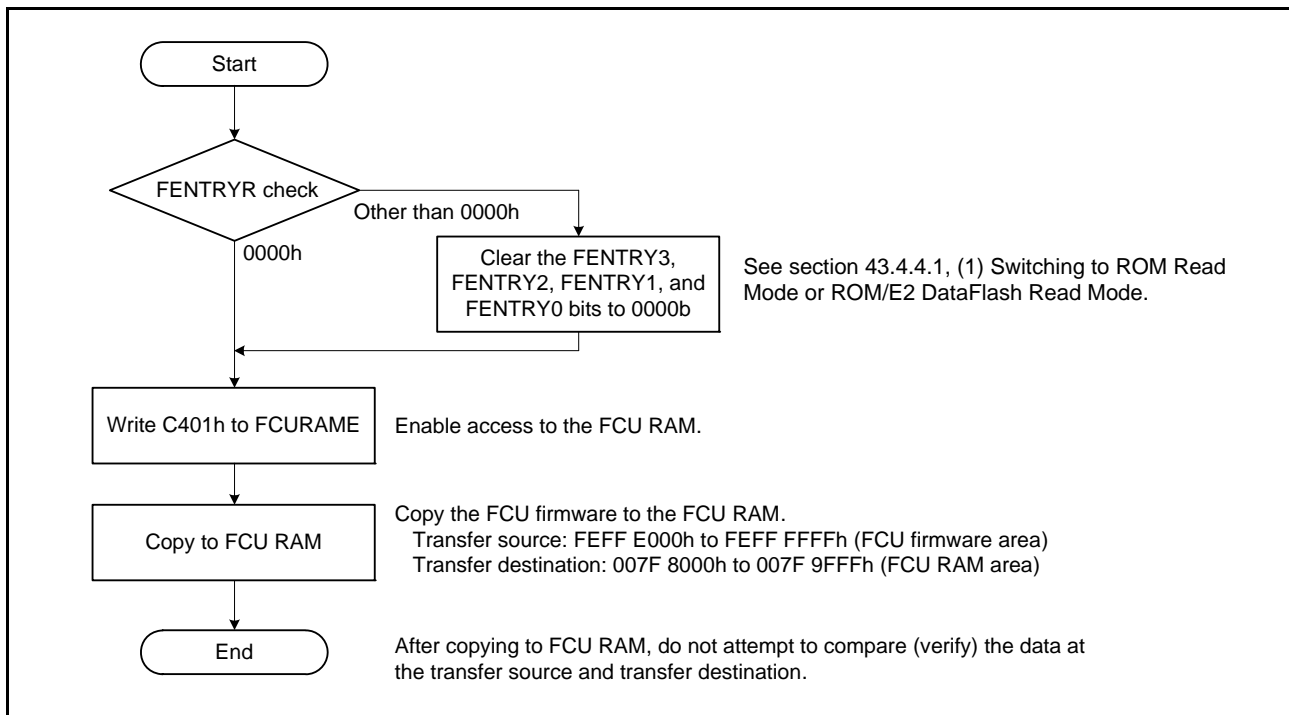 Start
FENTRYR check
Other than 0000h
0000h
Clear the FENTRY3,
FENTRY2, FENTRY1, and
FENTRY0 bits to 0000b
See section 43.4.4.1, (1) Switching to ROM Read
Mode or ROM/E2 DataFlash Read Mode.
Write C401h to FCURAME
Enable access to the FCU RAM.
Copy to FCU RAM
Copy the FCU firmware to the FCU RAM.
Transfer source: FEFF E000h to FEFF FFFFh (FCU firmware area)
Transfer destination: 007F 8000h to 007F 9FFFh (FCU RAM area)
End
After copying to FCU RAM, do not attempt to compare (verify) the data at
the transfer source and transfer destination.